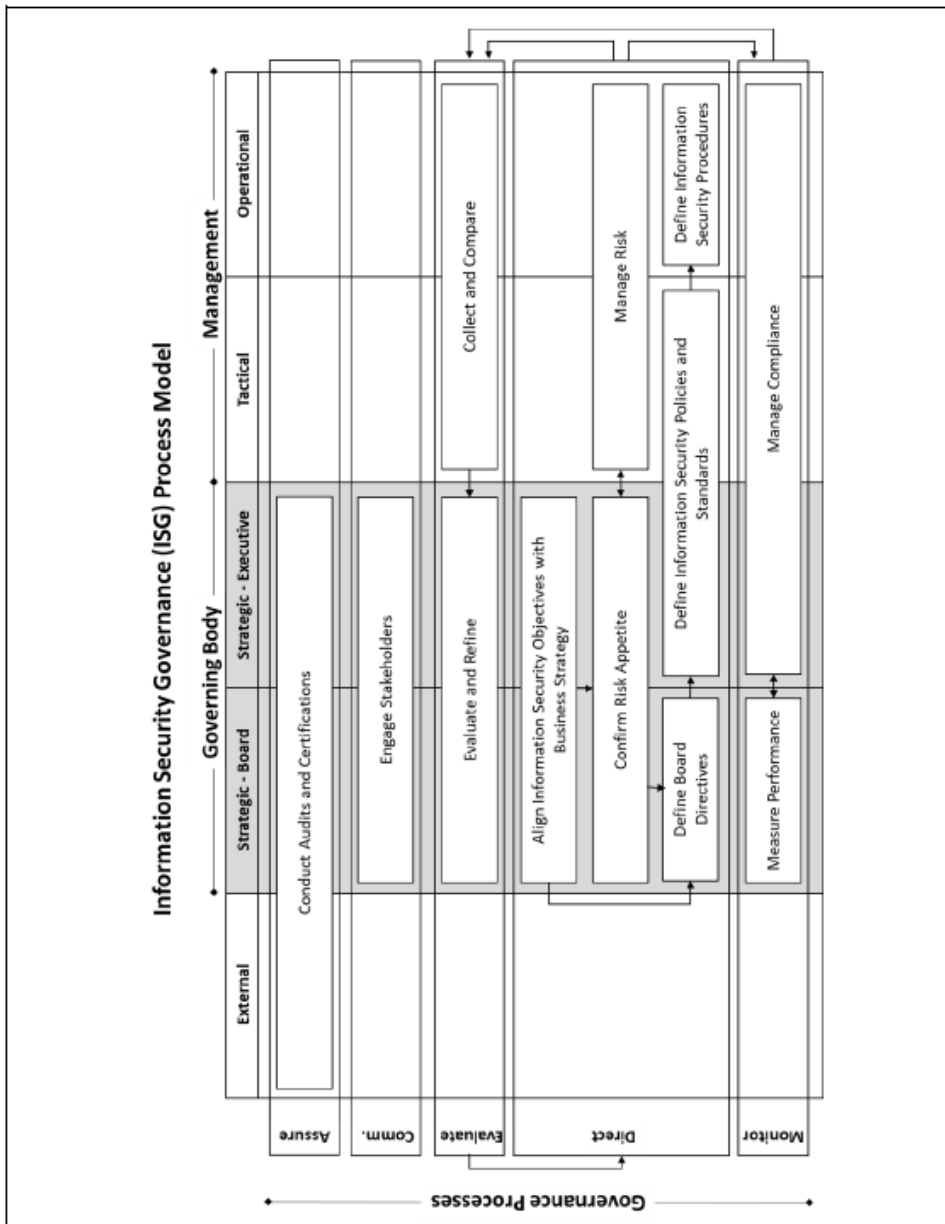 Information Security Governance (ISG) Process Model
Governing Body
Management
External
Strategic - Board
Strategic - Executive
Tactical
Operational
Governance Processes
Assure
Conduct Audits and Certifications
Comm.
Engage Stakeholders
Evaluate
Evaluate and Refine
Collect and Compare
Direct
Align Information Security Objectives with
Business Strategy
Confirm Risk Appetite
Manage Risk
Define Board
Directives
Define Information Security Policies and
Standards
Define Information
Security Procedures
Monitor
Measure Performance
Manage Compliance